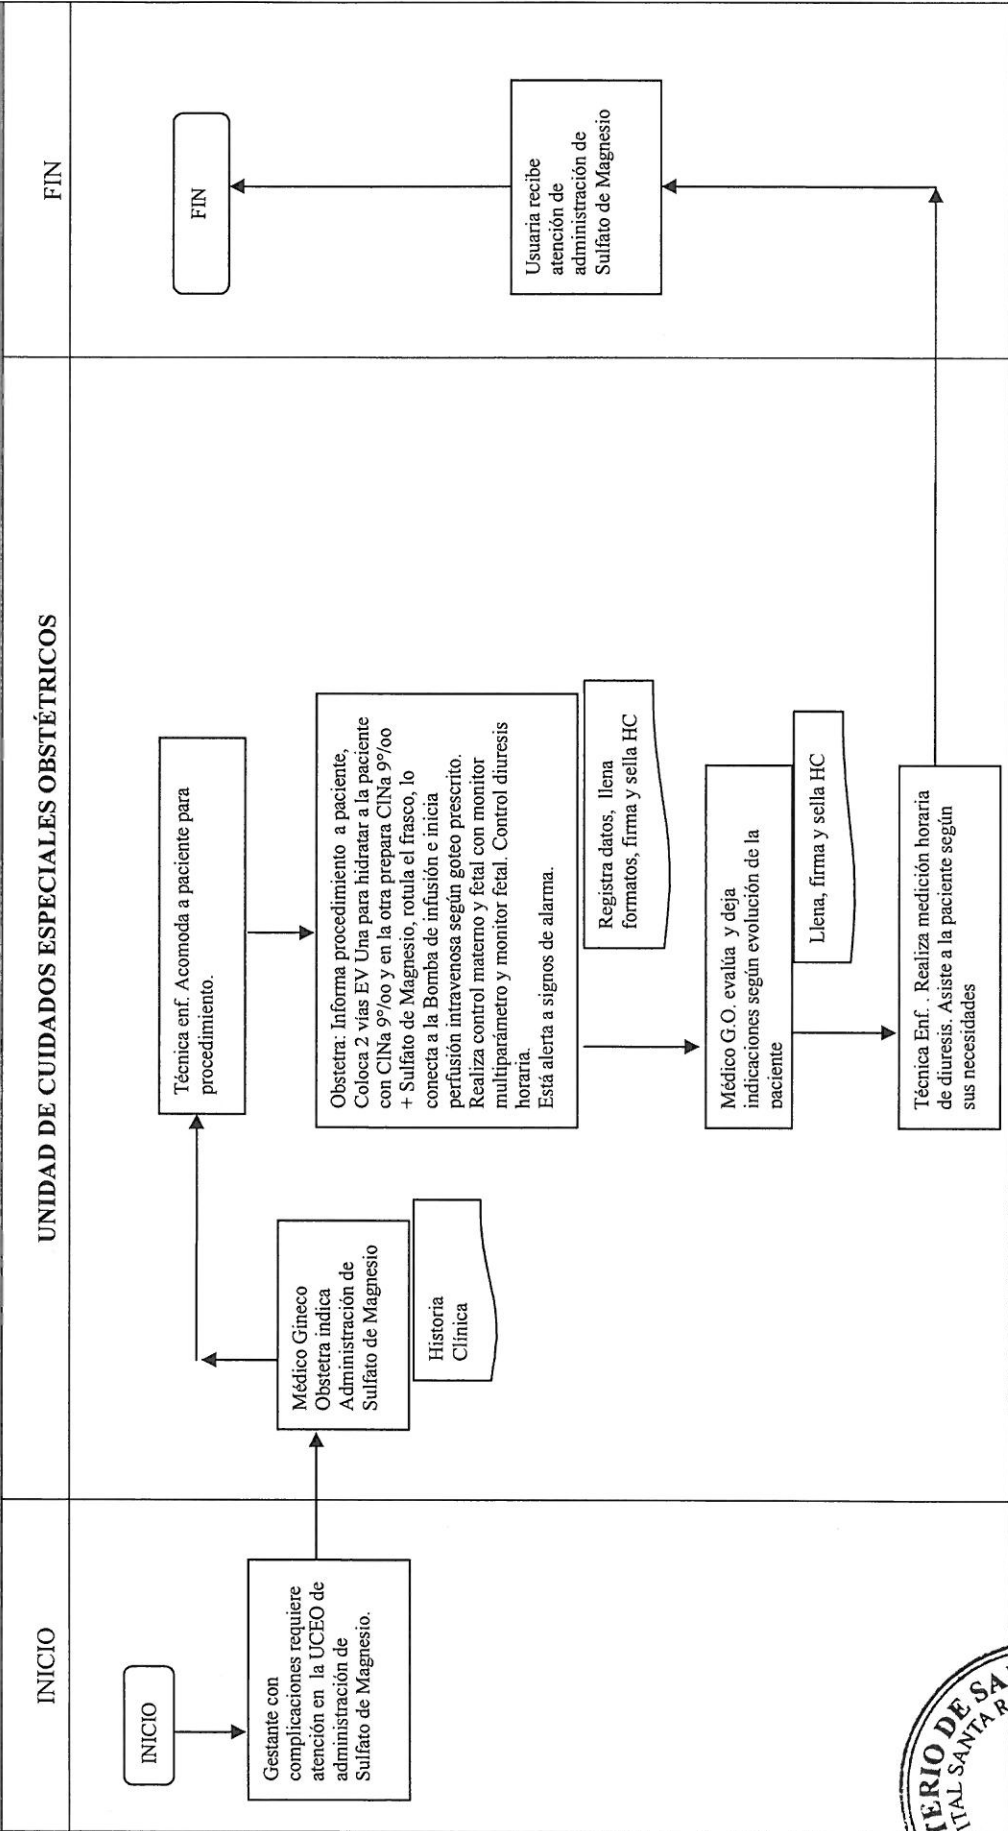 INICIO
UNIDAD DE CUIDADOS ESPECIALES OBSTÉTRICOS
FIN
INICIO
Gestante con
complicaciones requiere
atención en la UCEO de
administración de
Sulfato de Magnesio.
Médico Gineco
Obstetra indica
Administración de
Sulfato de Magnesio
Historia
Clínica
Técnica enf. Acomoda a paciente para
procedimiento.
Obstetra: Informa procedimiento a paciente,
Coloca 2 vías EV Una para hidratar a la paciente
con ClNa 9°/oo y en la otra prepara ClNa 9°/oo
+ Sulfato de Magnesio, rotula el frasco, lo
conecta a la Bomba de infusión e inicia
perfusión intravenosa según goteo prescrito.
Realiza control materno y fetal con monitor
multiparámetro y monitor fetal. Control diuresis
horaria.
Está alerta a signos de alarma.
Registra datos, llena
formatos, firma y sella HC
Médico G.O. evalúa y deja
indicaciones según evolución de la
paciente
Llena, firma y sella HC
Técnica Enf. . Realiza medición horaria
de diuresis. Asiste a la paciente según
sus necesidades
Usuaria recibe
atención de
administración de
Sulfato de Magnesio
FIN
TERIO DE SA
ITAL SANTA R